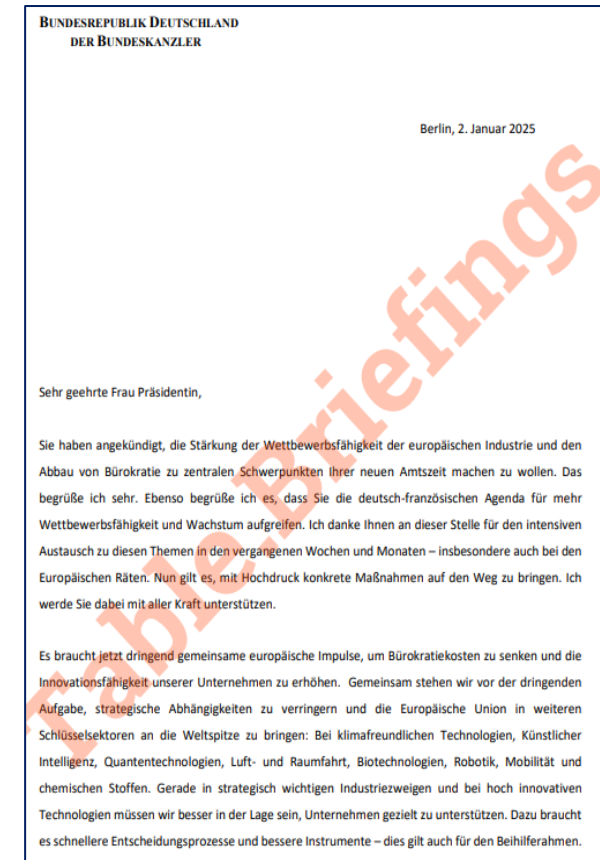 BUNDESREPUBLIK DEUTSCHLAND
DER BUNDESKANZLER
Berlin, 2. Januar 2025
Sehr geehrte Frau Präsidentin,
Sie haben angekündigt, die Stärkung der Wettbewerbsfähigkeit der europäischen Industrie und den
Abbau von Bürokratie zu zentralen Schwerpunkten Ihrer neuen Amtszeit machen zu wollen. Das
begrüße ich sehr. Ebenso begrüße ich es, dass Sie die deutsch-französischen Agenda für mehr
Wettbewerbsfähigkeit und Wachstum aufgreifen. Ich danke Ihnen an dieser Stelle für den intensiven
Austausch zu diesen Themen in den vergangenen Wochen und Monaten – insbesondere auch bei den
Europäischen Räten. Nun gilt es, mit Hochdruck konkrete Maßnahmen auf den Weg zu bringen. Ich
werde Sie dabei mit aller Kraft unterstützen.
Es braucht jetzt dringend gemeinsame europäische Impulse, um Bürokratiekosten zu senken und die
Innovationsfähigkeit unserer Unternehmen zu erhöhen. Gemeinsam stehen wir vor der dringenden
Aufgabe, strategische Abhängigkeiten zu verringern und die Europäische Union in weiteren
Schlüsselsektoren an die Weltspitze zu bringen: Bei klimafreundlichen Technologien, Künstlicher
Intelligenz, Quantentechnologien, Luft- und Raumfahrt, Biotechnologien, Robotik, Mobilität und
chemischen Stoffen. Gerade in strategisch wichtigen Industriezweigen und bei hoch innovativen
Technologien müssen wir besser in der Lage sein, Unternehmen gezielt zu unterstützen. Dazu braucht
es schnellere Entscheidungsprozesse und bessere Instrumente – dies gilt auch für den Beihilferahmen.
Table.Briefings